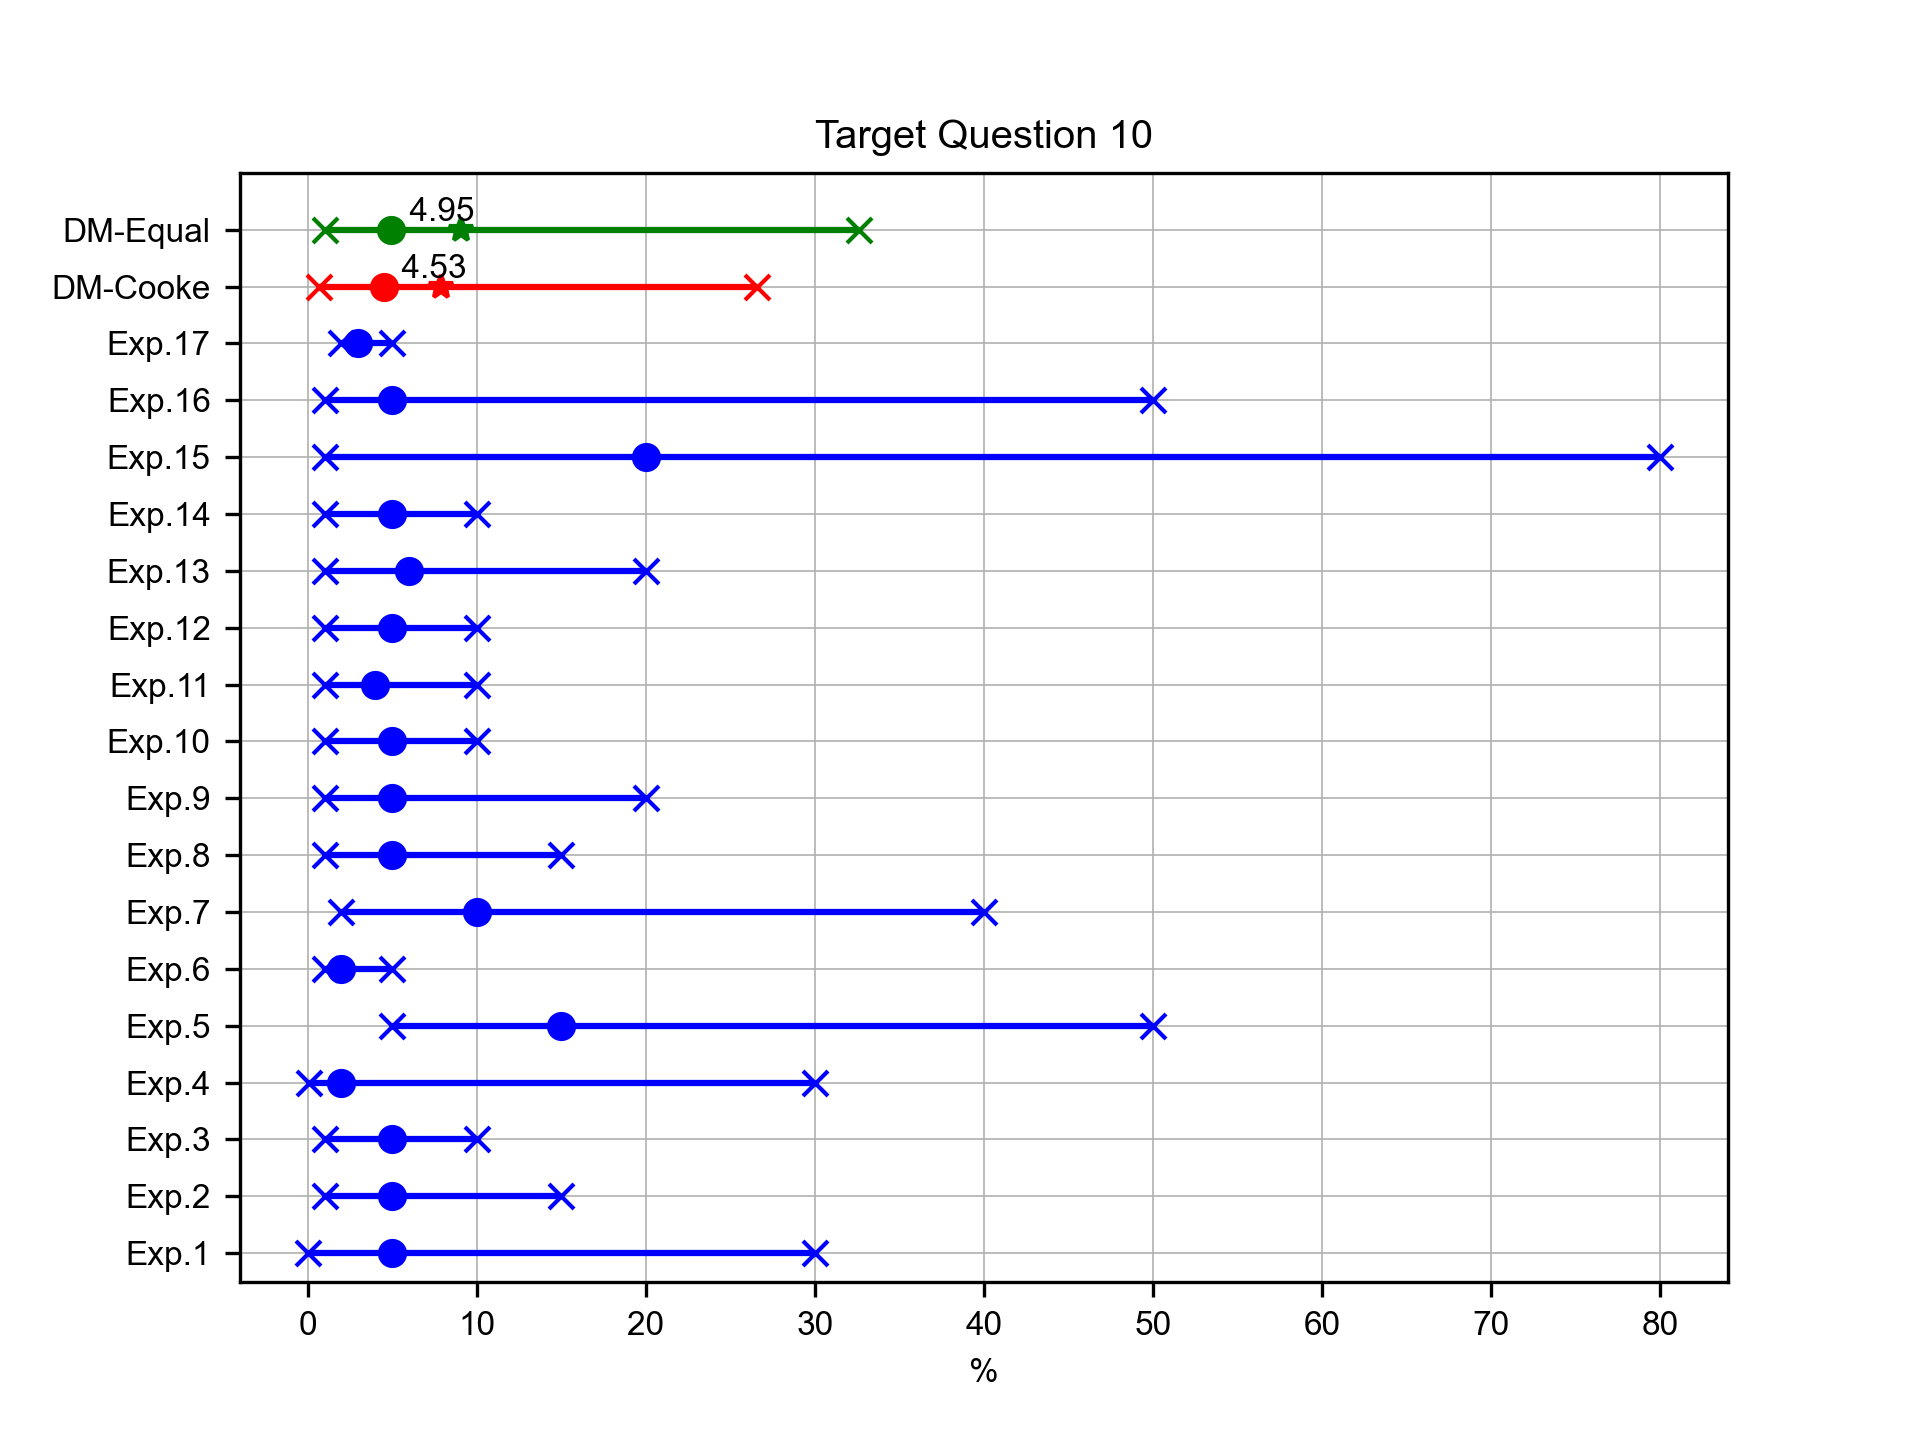 Target Question 10
DM-Equal
4.95
DM-Cooke
4.53
Exp.17
Exp.16
Exp.15
Exp.14
Exp.13
Exp.12
Exp.11
Exp.10
Exp.9
Exp.8
Exp.7
Exp.6
Exp.5
Exp.4
Exp.3
Exp.2
Exp.1
0 10 20 30 40 50 60 70 80
%